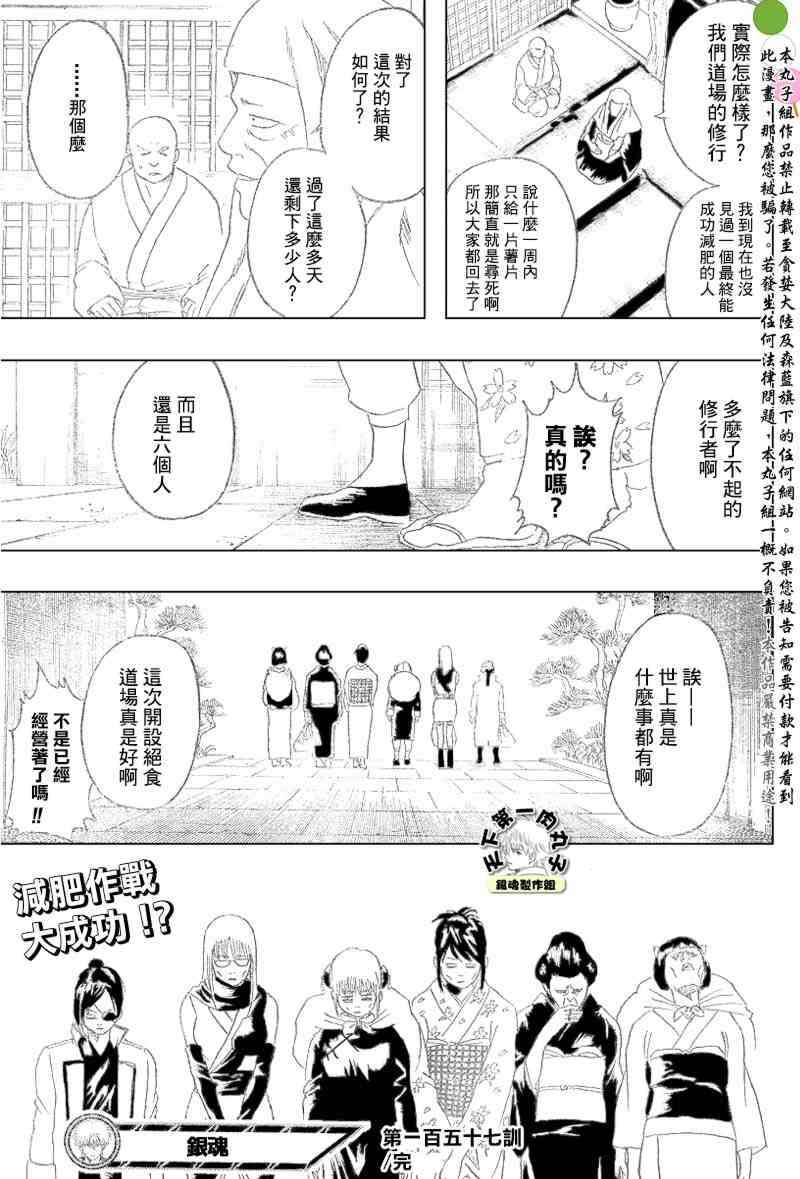 實際怎麼樣了？
我們道場的修行
我到現在也沒
見過一個最終能
成功減肥的人
說什麼一周內
只給一片薯片
那簡直就是尋死啊
所以大家都回去了
對了
這次的結果
如何了？
過了這麼多天
還剩下多少人？
……那個麼
多麼了不起的
修行者啊
誒？
真的嗎？
而且
還是六個人
誒——
世上真是
什麼事都有啊
這次開設絕食
道場真是好啊
不是已經
經營著了嗎!!
天下第一肉丸子
銀魂製作組
減肥作戰
大成功!?
銀魂
第一百五十七訓
/完
本丸子組作品禁止轉載至貪婪大陸及森藍旗下的任何網站。如果您被告知需要付款才能看到
此漫畫，那麼您被騙了。若發生任何法律問題，本丸子組一概不負責！本作品嚴禁商業用途！